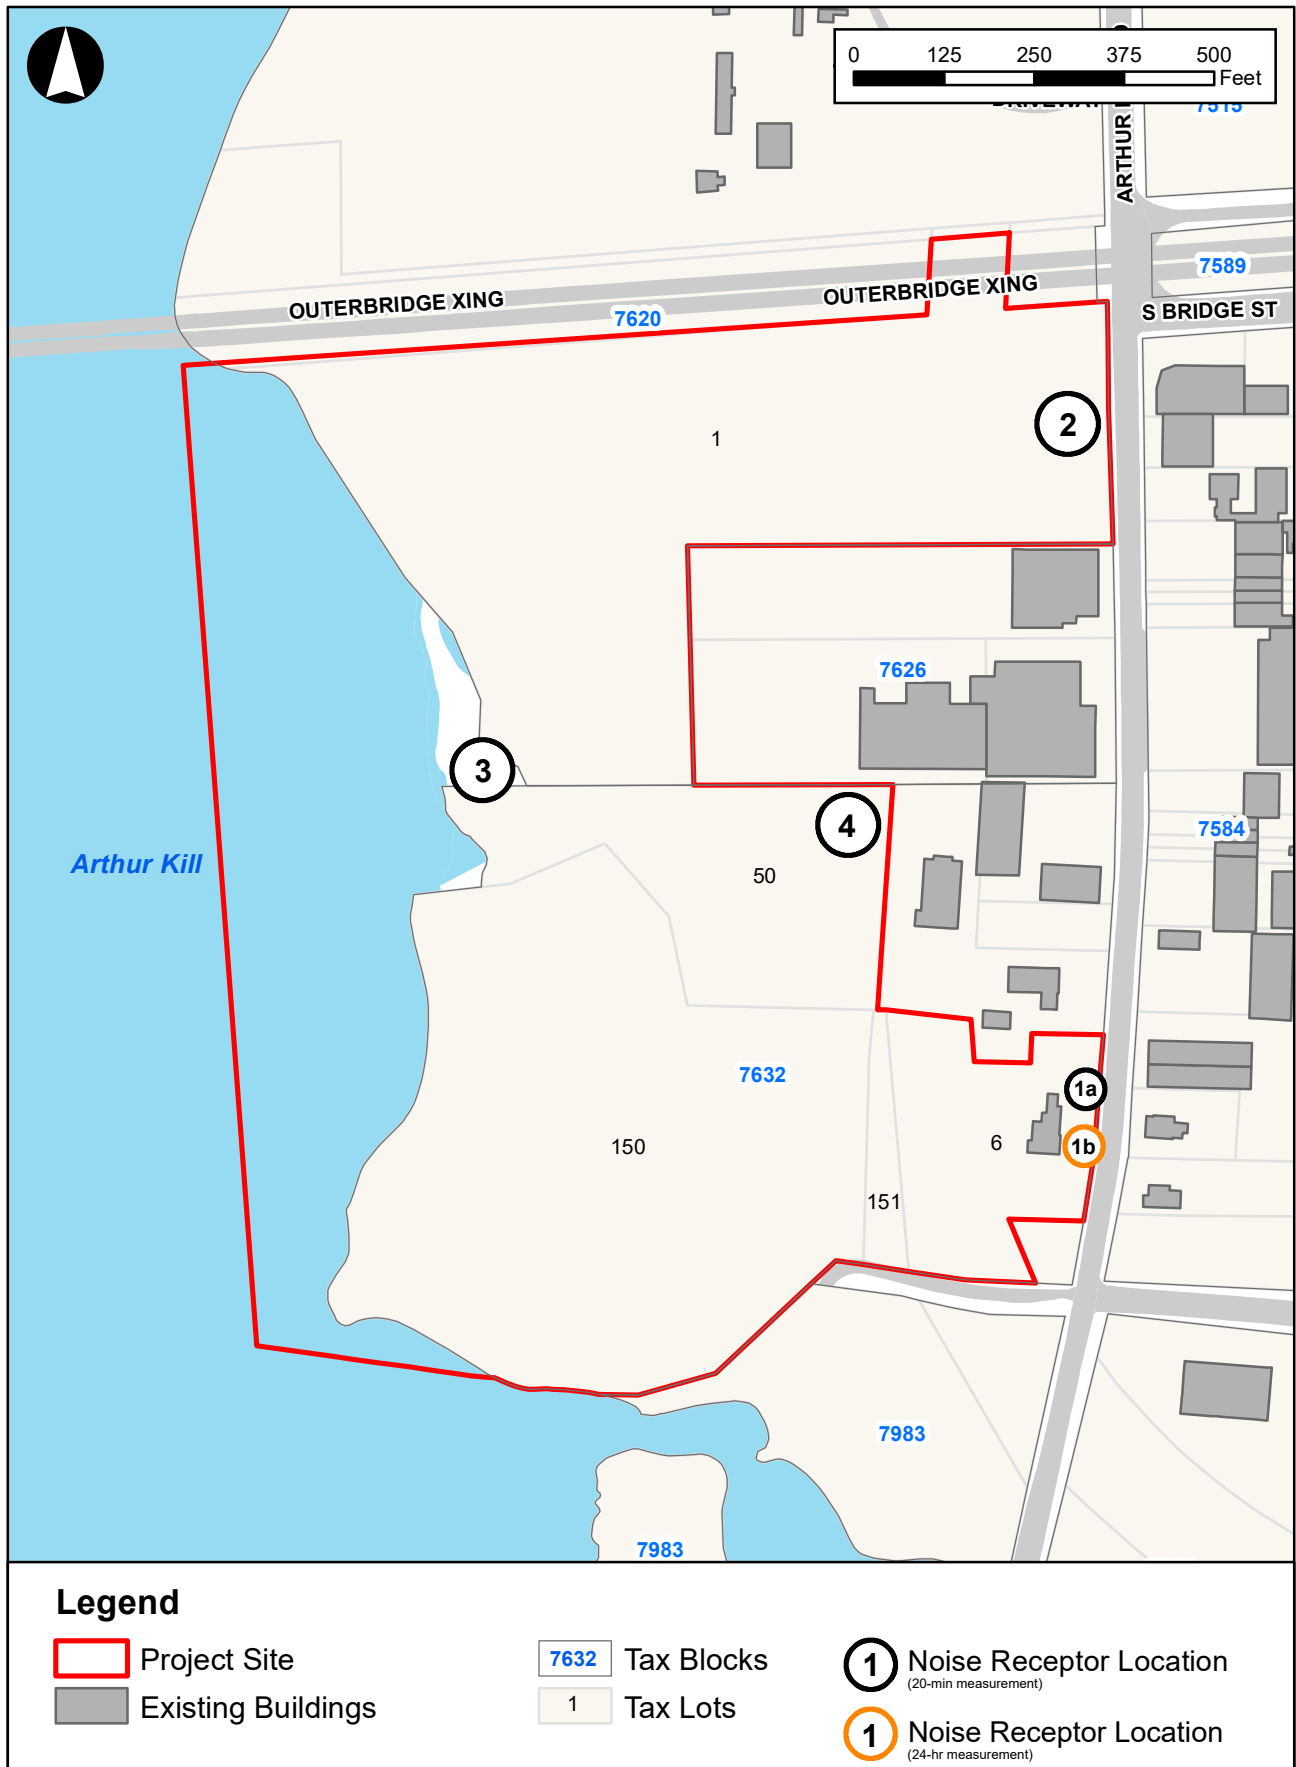 0 125 250 375 500
Feet
7515
ARTHUR
7589
OUTERBRIDGE XING
OUTERBRIDGE XING
S BRIDGE ST
7620
2
1
7626
3
4
7584
Arthur Kill
50
7632
1a
1b
6
150
151
7983
7983
Legend
Project Site
Existing Buildings
7632 Tax Blocks
1 Tax Lots
1 Noise Receptor Location
(20-min measurement)
1 Noise Receptor Location
(24-hr measurement)